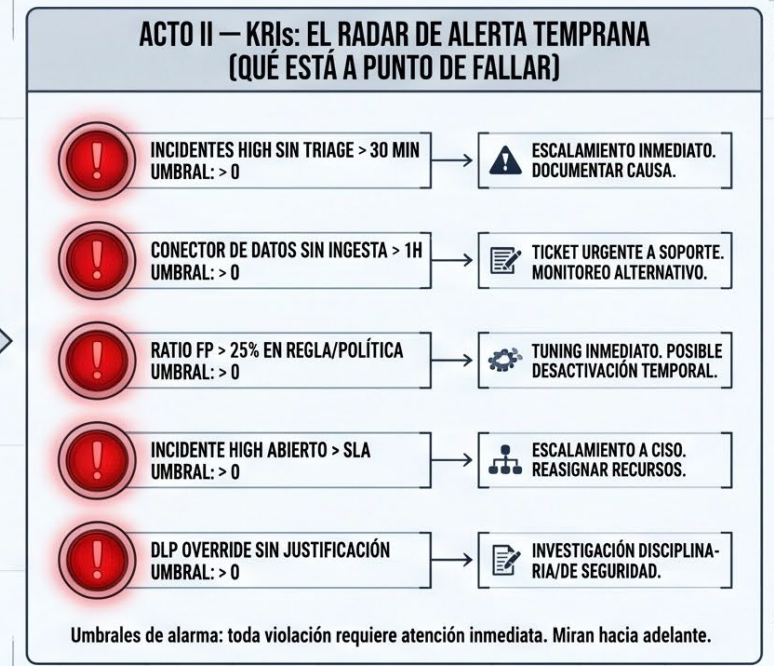 ACTO II — KRIs: EL RADAR DE ALERTA TEMPRANA
(QUÉ ESTÁ A PUNTO DE FALLAR)
INCIDENTES HIGH SIN TRIAGE > 30 MIN
UMBRAL: > 0
ESCALAMIENTO INMEDIATO.
DOCUMENTAR CAUSA.
CONECTOR DE DATOS SIN INGESTA > 1H
UMBRAL: > 0
TICKET URGENTE A SOPORTE.
MONITOREO ALTERNATIVO.
RATIO FP > 25% EN REGLA/POLÍTICA
UMBRAL: > 0
TUNING INMEDIATO. POSIBLE
DESACTIVACIÓN TEMPORAL.
INCIDENTE HIGH ABIERTO > SLA
UMBRAL: > 0
ESCALAMIENTO A CISO.
REASIGNAR RECURSOS.
DLP OVERRIDE SIN JUSTIFICACIÓN
UMBRAL: > 0
INVESTIGACIÓN DISCIPLINA-
RIA/DE SEGURIDAD.
Umbrales de alarma: toda violación requiere atención inmediata. Miran hacia adelante.